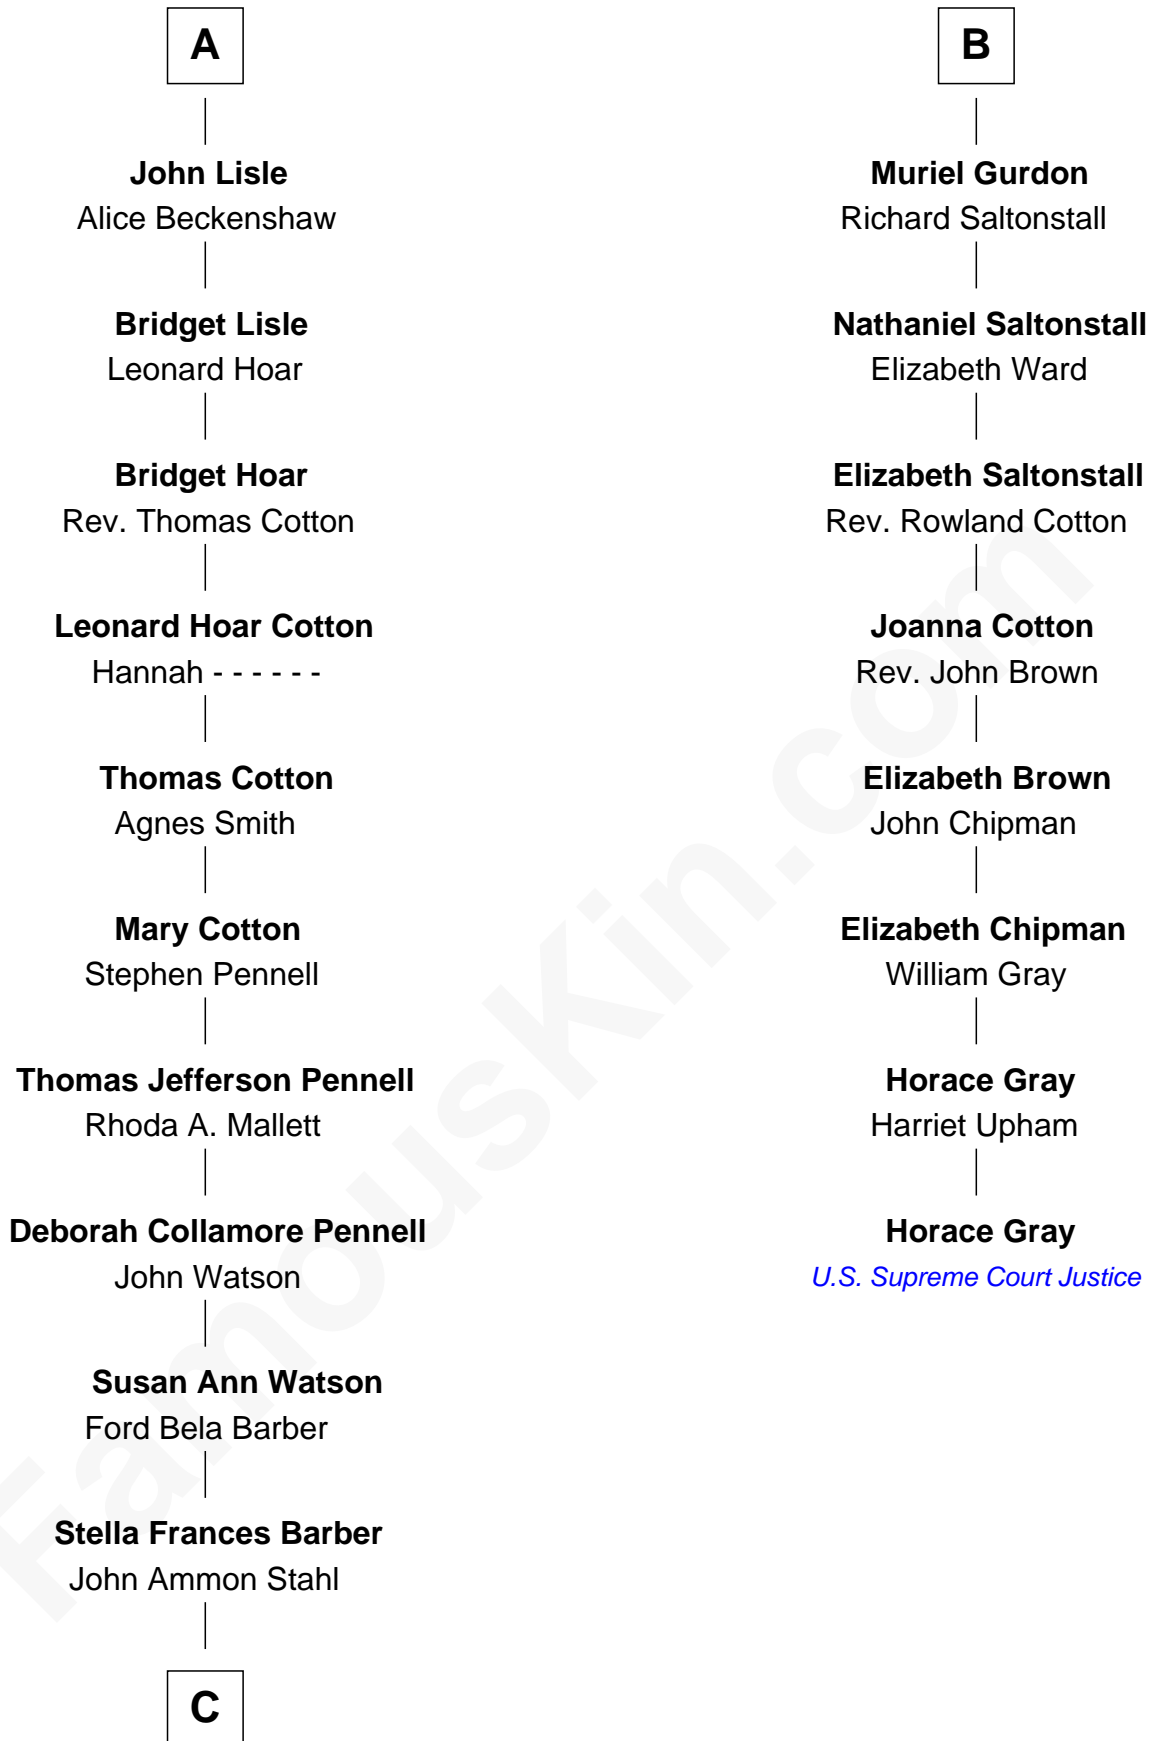 A
John Lisle
Alice Beckenshaw
Bridget Lisle
Leonard Hoar
Bridget Hoar
Rev. Thomas Cotton
Leonard Hoar Cotton
Hannah - - - - - -
Thomas Cotton
Agnes Smith
Mary Cotton
Stephen Pennell
Thomas Jefferson Pennell
Rhoda A. Mallett
Deborah Collamore Pennell
John Watson
Susan Ann Watson
Ford Bela Barber
Stella Frances Barber
John Ammon Stahl
C
B
Muriel Gurdon
Richard Saltonstall
Nathaniel Saltonstall
Elizabeth Ward
Elizabeth Saltonstall
Rev. Rowland Cotton
Joanna Cotton
Rev. John Brown
Elizabeth Brown
John Chipman
Elizabeth Chipman
William Gray
Horace Gray
Harriet Upham
Horace Gray
U.S. Supreme Court Justice
FamousKin.com